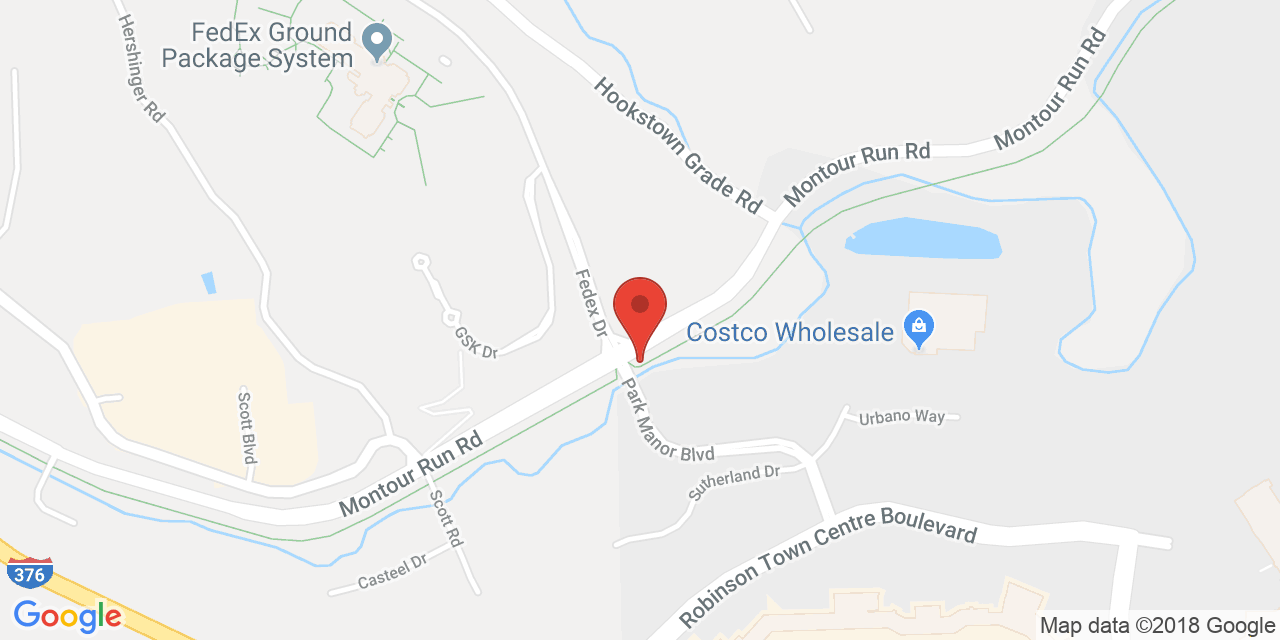 Hershinger Rd
FedEx Ground
Package System
Hookstown Grade Rd
Montour Run Rd
Montour Run Rd
Fedex Dr
GSK Dr
Costco Wholesale
Scott Blvd
Park Manor Blvd
Urbano Way
Montour Run Rd
Sutherland Dr
Scott Rd
Robinson Town Centre Boulevard
Casteel Dr
376
Google
Map data ©2018 Google